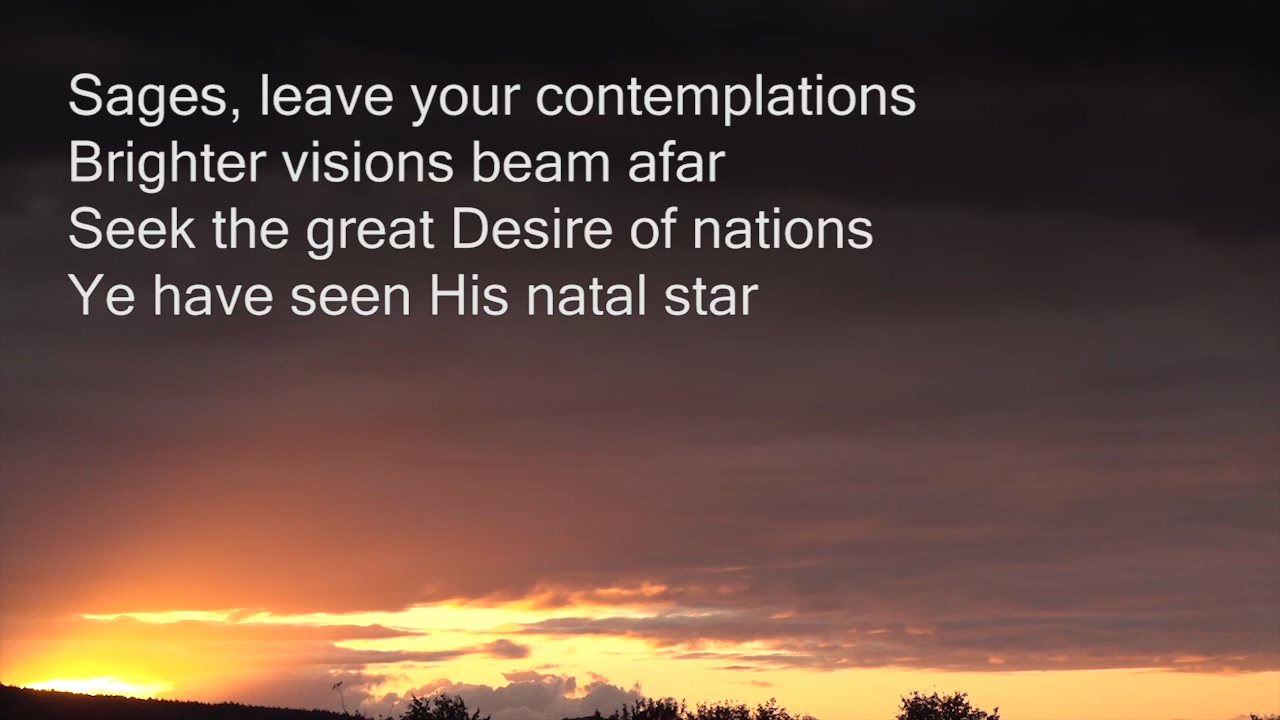 Sages, leave your contemplations
Brighter visions beam afar
Seek the great Desire of nations
Ye have seen His natal star